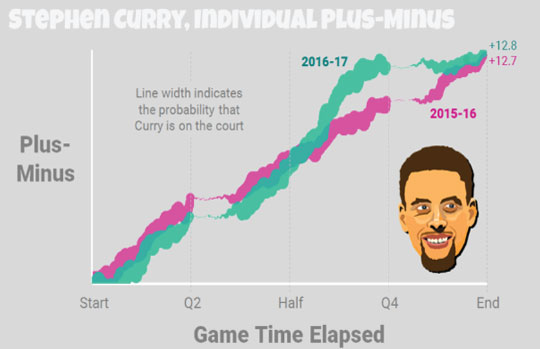 Stephen Curry, Individual Plus-Minus
+12.8
2016-17
+12.7
Line width indicates
the probability that
Curry is on the court
2015-16
Plus-
Minus
Start Q2 Half Q4 End
Game Time Elapsed